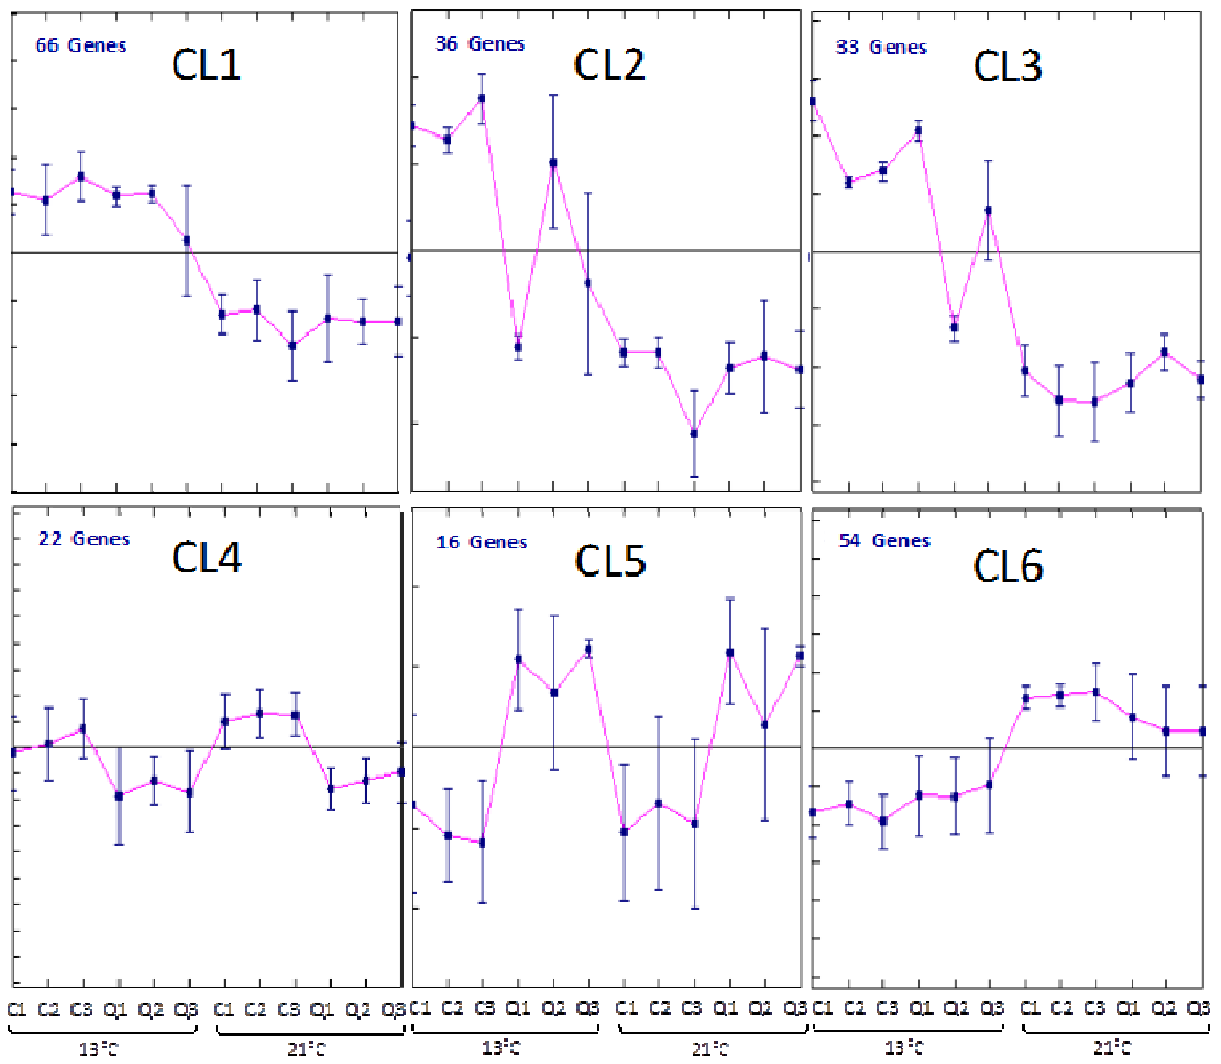 66 Genes
CL1
36 Genes
CL2
33 Genes
CL3
22 Genes
CL4
16 Genes
CL5
54 Genes
CL6
C1 C2 C3 Q1 Q2 Q3 C1 C2 C3 Q1 Q2 Q3
C1 C2 C3 Q1 Q2 Q3 C1 C2 C3 Q1 Q2 Q3
C1 C2 C3 Q1 Q2 Q3 C1 C2 C3 Q1 Q2 Q3
13°C 21°C 13°C 21°C 13°C 21°C